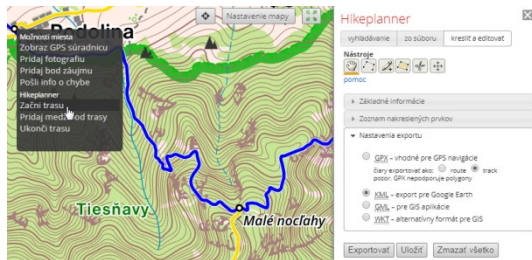 Podolina
Nastavenie mapy
Možnosti miesta
Zobraz GPS súradnicu
Pridaj fotografiu
Pridaj bod záujmu
Pošli info o chybe
Hikeplanner
Začni trasu
Pridaj medzibod trasy
Ukonči trasu
Tiesňavy
Malé nocľahy
Hikeplanner
vyhľadávanie
zo súboru
kresliť a editovať
Nástroje
pomoc
Základné informácie
Zoznam nakreslených prvkov
Nastavenia exportu
GPX – vhodné pre GPS navigácie
čiary exportovať ako: route track
pozor, GPX nepodporuje polygony
KML – export pre Google Earth
GML – pre GIS aplikácie
WKT – alternatívny formát pre GIS
Exportovať Uložiť Zmazať všetko